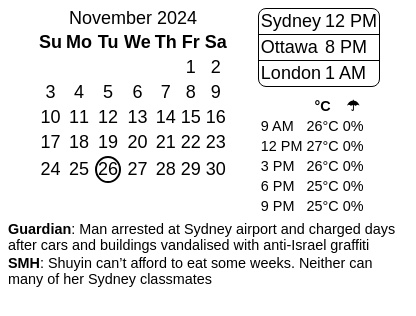 November 2024
Su Mo Tu We Th Fr Sa
1 2
3 4 5 6 7 8 9
10 11 12 13 14 15 16
17 18 19 20 21 22 23
24 25 26 27 28 29 30
Sydney 12 PM
Ottawa 8 PM
London 1 AM
°C ☂
9 AM 26°C 0%
12 PM 27°C 0%
3 PM 26°C 0%
6 PM 25°C 0%
9 PM 25°C 0%
Guardian: Man arrested at Sydney airport and charged days
after cars and buildings vandalised with anti-Israel graffiti
SMH: Shuyin can’t afford to eat some weeks. Neither can
many of her Sydney classmates